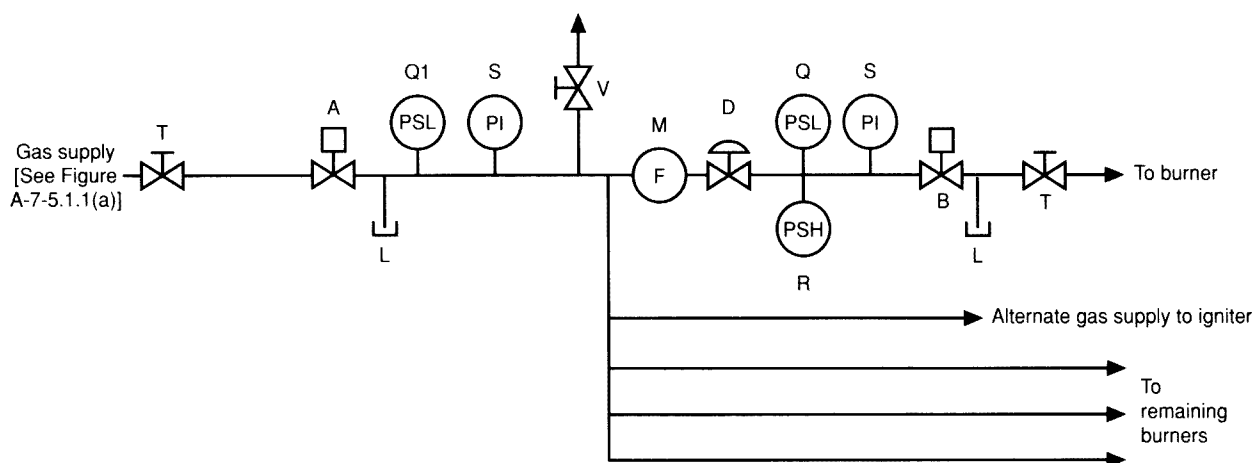 Q1
S
V
Q
S
A
D
M
T
PSL
PI
PSL
PI
Gas supply
[See Figure
A-7-5.1.1(a)]
F
To burner
B
T
PSH
L
L
R
Alternate gas supply to igniter
To
remaining
burners